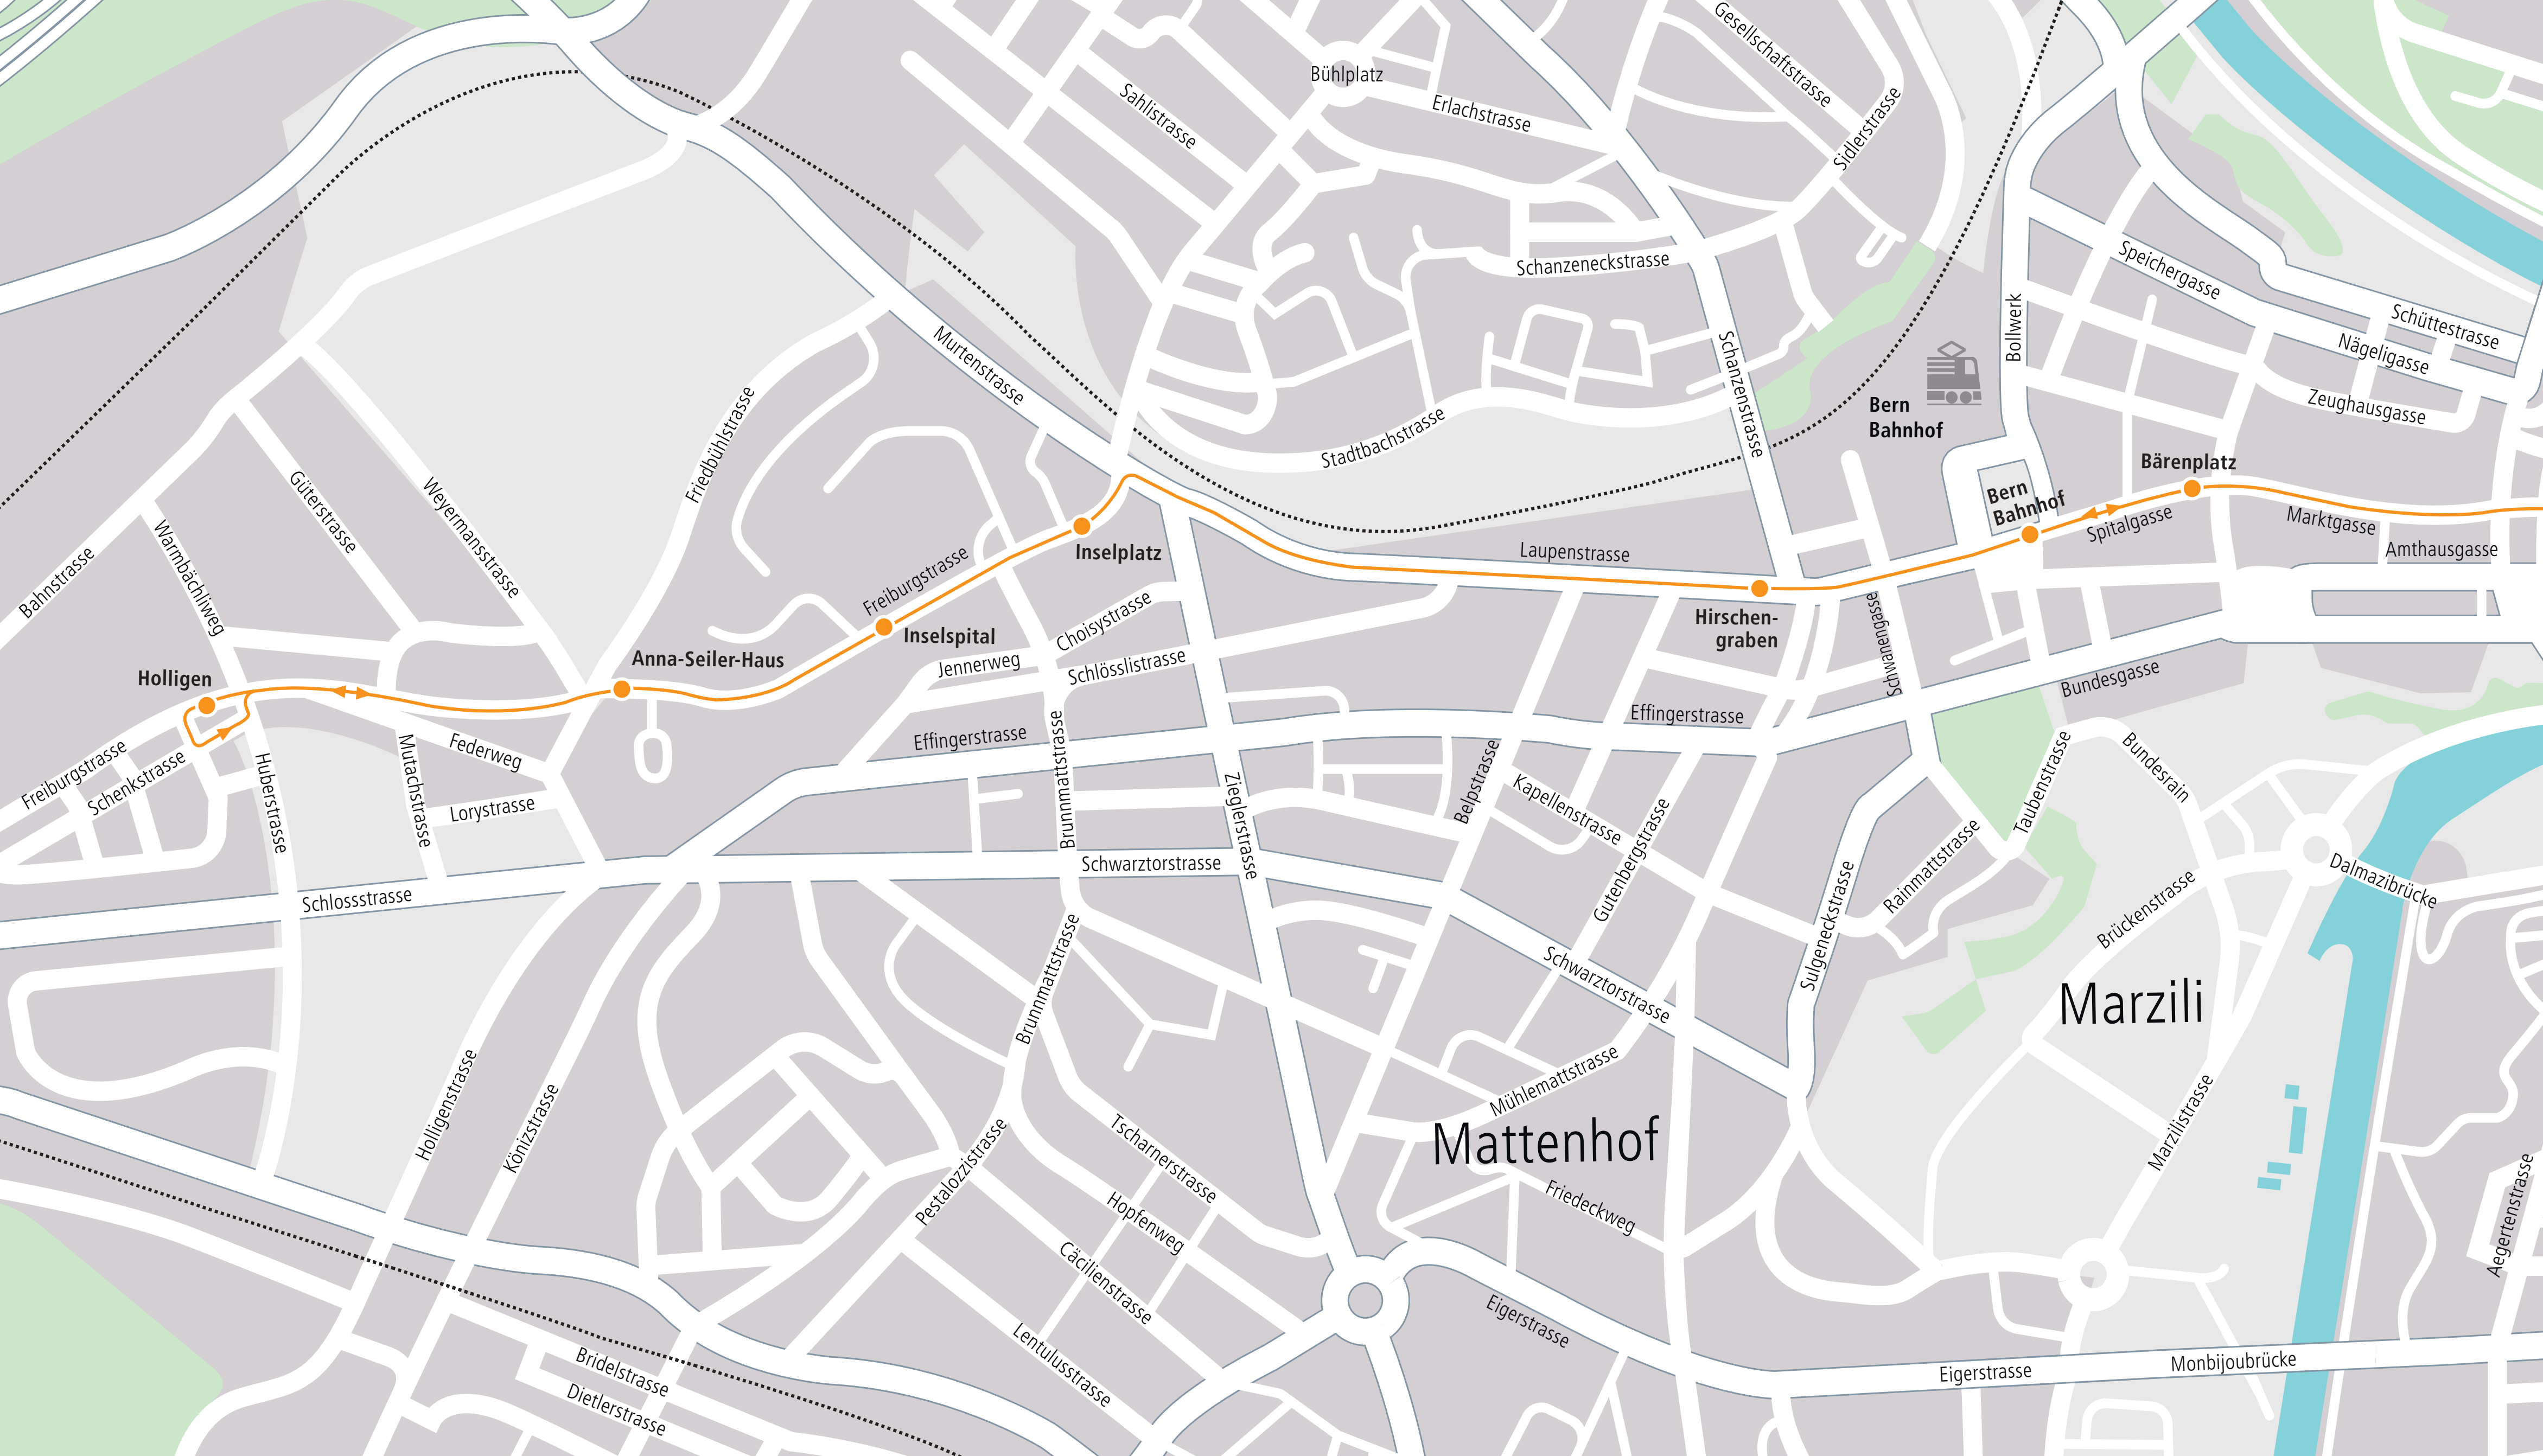 Gesellschaftstrasse
Bühlplatz
Sahlistrasse
Erlachstrasse
Sidlerstrasse
Schanzeneckstrasse
Speichergasse
Bollwerk
Schüttestrasse
Nägeligasse
Murtenstrasse
Schanzenstrasse
Zeughausgasse
Bern
Bahnhof
Friedbühlstrasse
Stadtbachstrasse
Bärenplatz
Güterstrasse
Weyermansstrasse
Bern
Bahnhof
Spitalgasse
Marktgasse
Amthausgasse
Bahnstrasse
Warmbächliweg
Inselplatz
Laupenstrasse
Freiburgstrasse
Inselspital
Choisystrasse
Hirschen-
graben
Schwanengasse
Anna-Seiler-Haus
Jennerweg
Schlösslistrasse
Holligen
Bundesgasse
Effingerstrasse
Effingerstrasse
Freiburgstrasse
Schenkstrasse
Huberstrasse
Mutachstrasse
Federweg
Lorystrasse
Brunnmattstrasse
Zieglerstrasse
Belpstrasse
Kapellenstrasse
Gutenbergstrasse
Taubenstrasse
Bundesrain
Rainmattstrasse
Schwarztorstrasse
Schlossstrasse
Dalmazibrücke
Brückenstrasse
Sulgeneckstrasse
Brunnmattstrasse
Schwarztorstrasse
Marzili
Holligenstrasse
Könizstrasse
Mühlemattstrasse
Mattenhof
Marzilistrasse
Pestalozzistrasse
Tscharnerstrasse
Hopfenweg
Friedeckweg
Aegertenstrasse
Cäcilienstrasse
Lentulusstrasse
Eigerstrasse
Bridelstrasse
Dietlerstrasse
Eigerstrasse
Monbijoubrücke